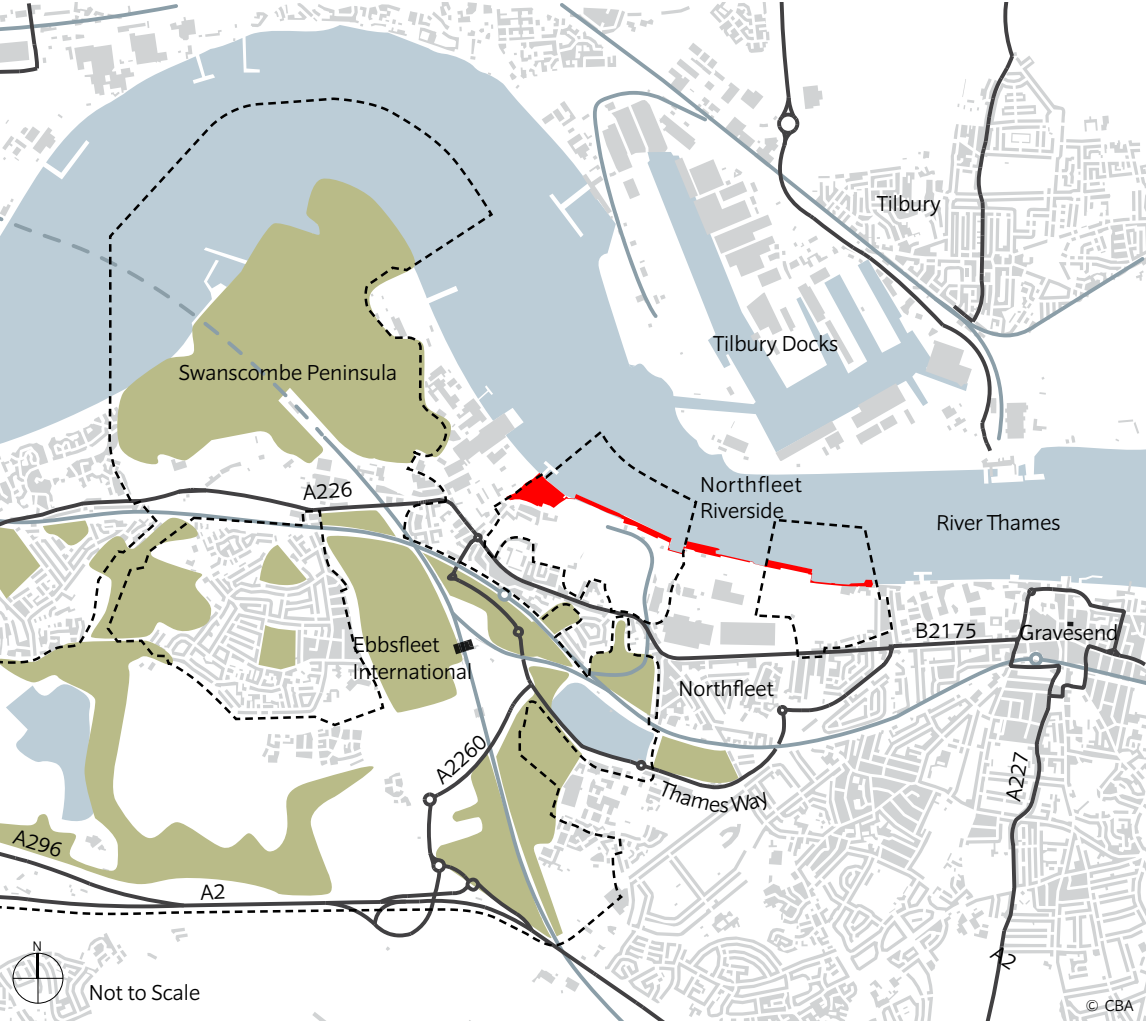 Tilbury
Tilbury Docks
Swanscombe Peninsula
A226
Northfleet
Riverside
River Thames
B2175
Gravesend
Ebbsfleet
International
Northfleet
A2260
Thames Way
A227
A296
A2
A2
N
Not to Scale
© CBA